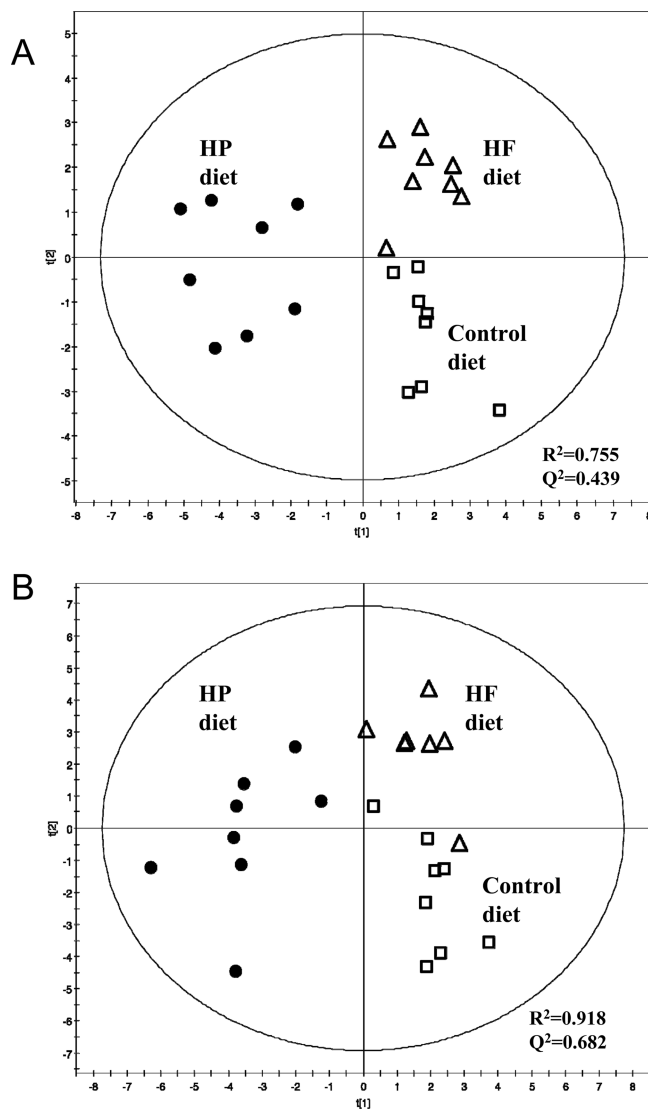 A
5
4
3
2
1
0
-1
-2
-3
-4
-5
t[2]
HP
diet
HF
diet
Control
diet
R²=0.755
Q²=0.439
-8 -7 -6 -5 -4 -3 -2 -1 0 1 2 3 4 5 6 7 8
t[1]
B
7
6
5
4
3
2
1
0
-1
-2
-3
-4
-5
-6
-7
t[2]
HP
diet
HF
diet
Control
diet
R²=0.918
Q²=0.682
-8 -7 -6 -5 -4 -3 -2 -1 0 1 2 3 4 5 6 7 8
t[1]